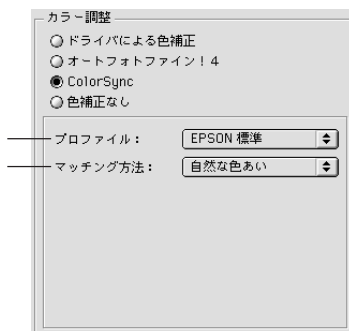 カラー調整
ドライバによる色補正
オートフォトファイン！4
ColorSync
色補正なし
プロファイル： EPSON 標準
マッチング方法： 自然な色あい